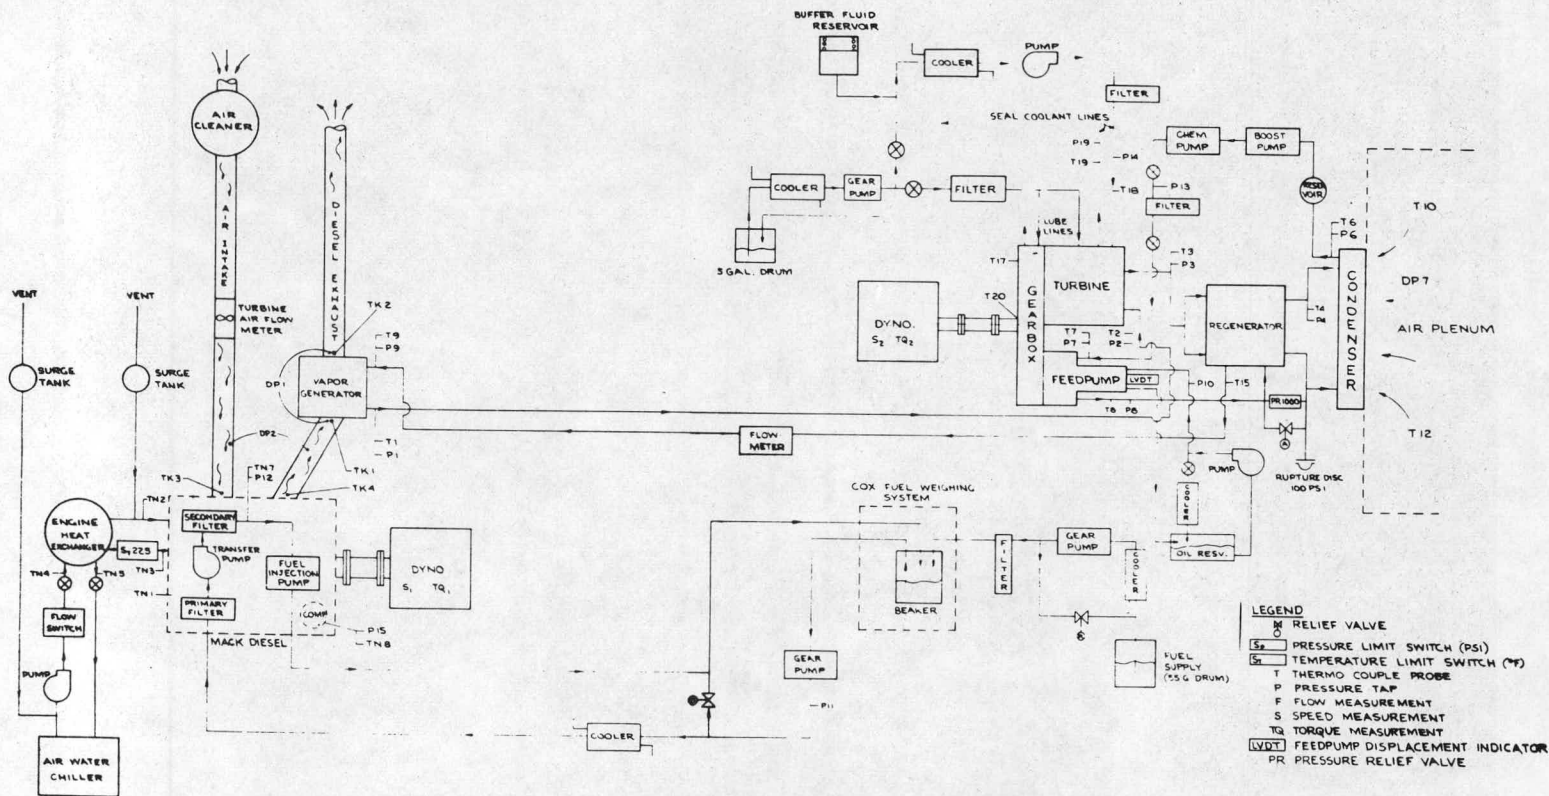 BUFFER FLUID
RESERVOIR
COOLER
PUMP
FILTER
SEAL COOLANT LINES
AIR
CLEANER
AIR INTAKE
DIESEL EXHAUST
TURBINE
AIR FLOW
METER
VENT
VENT
SURGE
TANK
SURGE
TANK
TK2
T9
P9
DP1
VAPOR
GENERATOR
DP2
T1
P1
TK1
TK3
TK4
TN7
P12
TN2
COOLER
GEAR
PUMP
FILTER
5 GAL. DRUM
P19
T19
P14
T18
CHEM
PUMP
BOOST
PUMP
P13
FILTER
RESERVOIR
LUBE
LINES
T17
T20
GEARBOX
TURBINE
T3
P3
DYNO.
S2 TQ2
T7
P7
T2
P2
FEEDPUMP
LVDT
T8 P8
REGENERATOR
P10
T15
T4
P4
T6
P6
CONDENSER
T10
DP7
AIR PLENUM
T12
PR1000
RUPTURE DISC
100 PSI
PUMP
COOLER
OIL RESV.
FLOW
METER
ENGINE
HEAT
EXCHANGER
ST 225
TN4
TN5
TN3
TN1
FLOW
SWITCH
PUMP
AIR WATER
CHILLER
SECONDARY
FILTER
TRANSFER
PUMP
FUEL
INJECTION
PUMP
PRIMARY
FILTER
COMP
MACK DIESEL
P15
TN8
DYNO
S1 TQ1
COX FUEL WEIGHING
SYSTEM
BEAKER
FILTER
GEAR
PUMP
COOLER
FUEL
SUPPLY
(55 G DRUM)
GEAR
PUMP
P11
COOLER
LEGEND
RELIEF VALVE
SP PRESSURE LIMIT SWITCH (PSI)
ST TEMPERATURE LIMIT SWITCH (°F)
T THERMO COUPLE PROBE
P PRESSURE TAP
F FLOW MEASUREMENT
S SPEED MEASUREMENT
TQ TORQUE MEASUREMENT
LVDT FEEDPUMP DISPLACEMENT INDICATOR
PR PRESSURE RELIEF VALVE